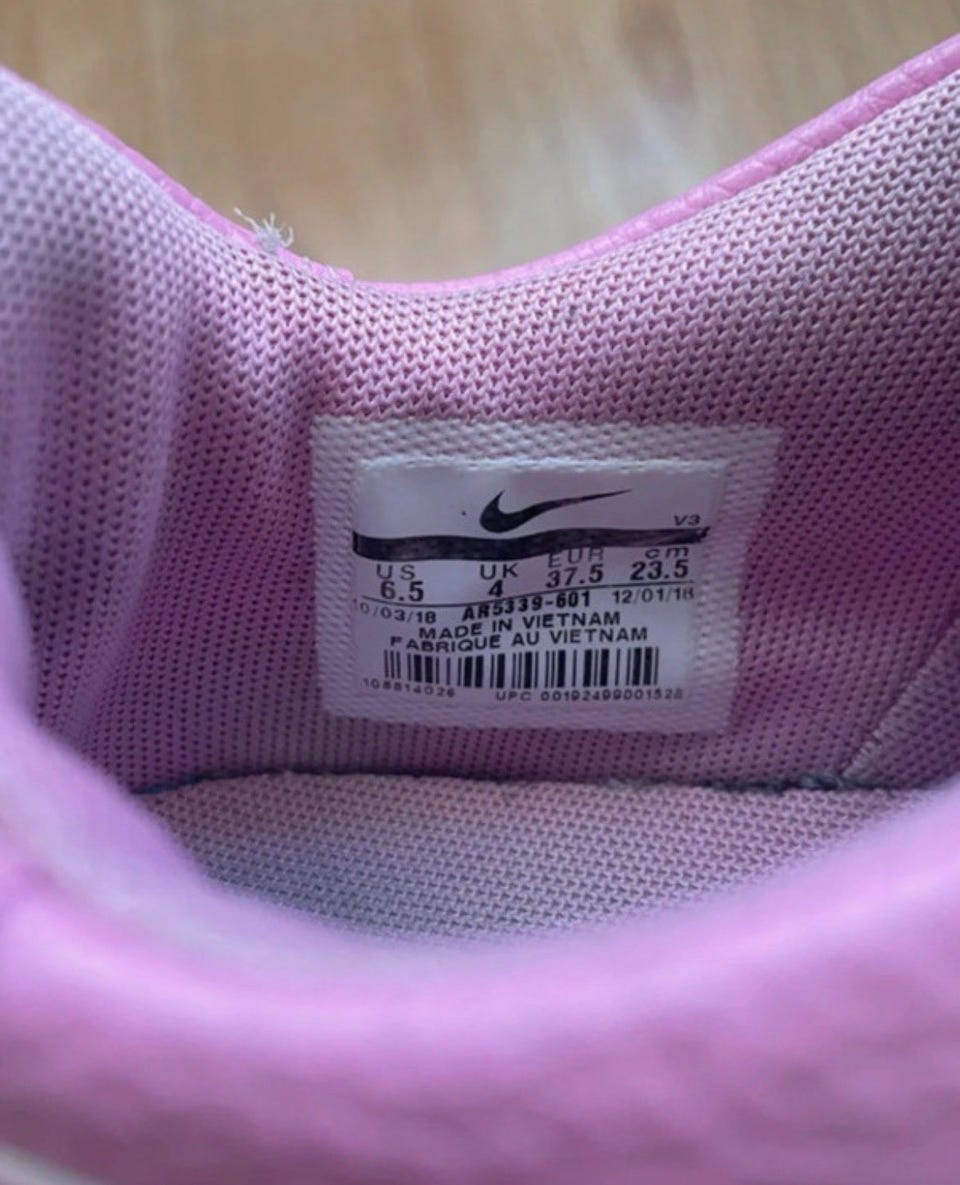 V3
US UK EUR cm
6.5 4 37.5 23.5
10/03/18 AR5339-601 12/01/18
MADE IN VIETNAM
FABRIQUE AU VIETNAM
108814026 UPC 00192499001528